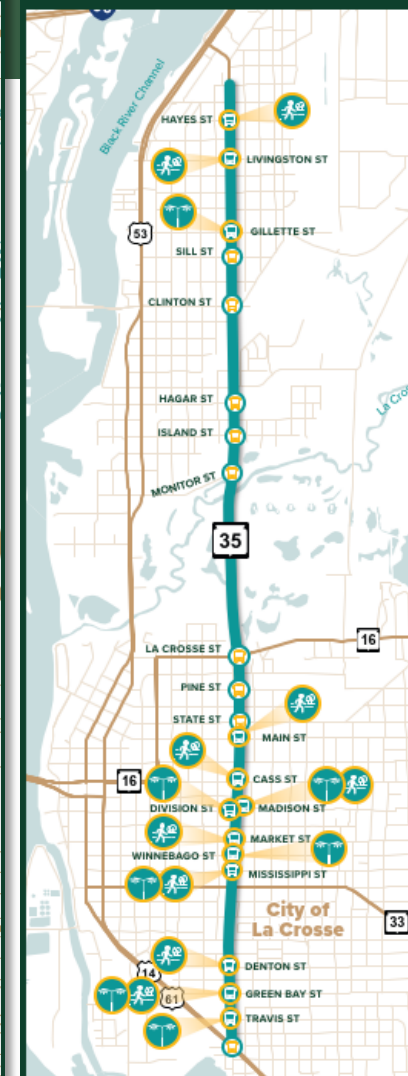 Black River Channel
HAYES ST
LIVINGSTON ST
GILLETTE ST
53
SILL ST
CLINTON ST
HAGAR ST
La Cro
ISLAND ST
MONITOR ST
35
16
LA CROSSE ST
PINE ST
STATE ST
MAIN ST
CASS ST
16
DIVISION ST
MADISON ST
MARKET ST
WINNEBAGO ST
MISSISSIPPI ST
City of
La Crosse
33
DENTON ST
14
GREEN BAY ST
61
TRAVIS ST